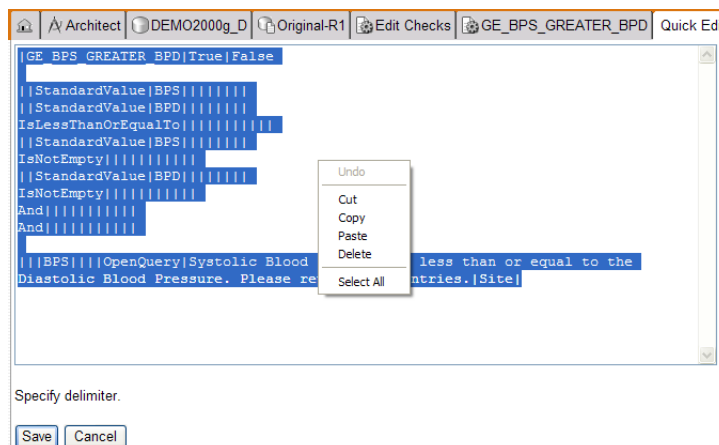 Architect DEMO2000g_D Original-R1 Edit Checks GE_BPS_GREATER_BPD Quick Ed
|GE_BPS_GREATER_BPD|True|False
||StandardValue|BPS||||||||
||StandardValue|BPD||||||||
IsLessThanOrEqualTo|||||||||||
||StandardValue|BPS||||||||
IsNotEmpty|||||||||||
||StandardValue|BPD||||||||
IsNotEmpty|||||||||||
And|||||||||||
And|||||||||||
|||BPS||||OpenQuery|Systolic Blood less than or equal to the
Diastolic Blood Pressure. Please re ntries.|Site|
Undo
Cut
Copy
Paste
Delete
Select All
Specify delimiter.
Save Cancel